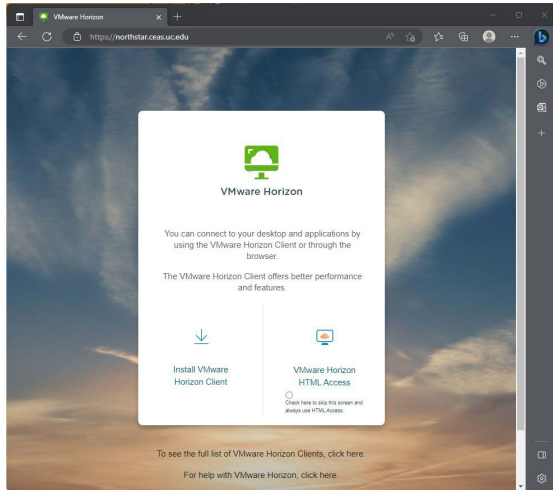 VMware Horizon
https://northstar.ceas.uc.edu
VMware Horizon
You can connect to your desktop and applications by
using the VMware Horizon Client or through the
browser.
The VMware Horizon Client offers better performance
and features.
Install VMware
Horizon Client
VMware Horizon
HTML Access
Check here to skip this screen and
always use HTML Access.
To see the full list of VMware Horizon Clients, click here.
For help with VMware Horizon, click here.